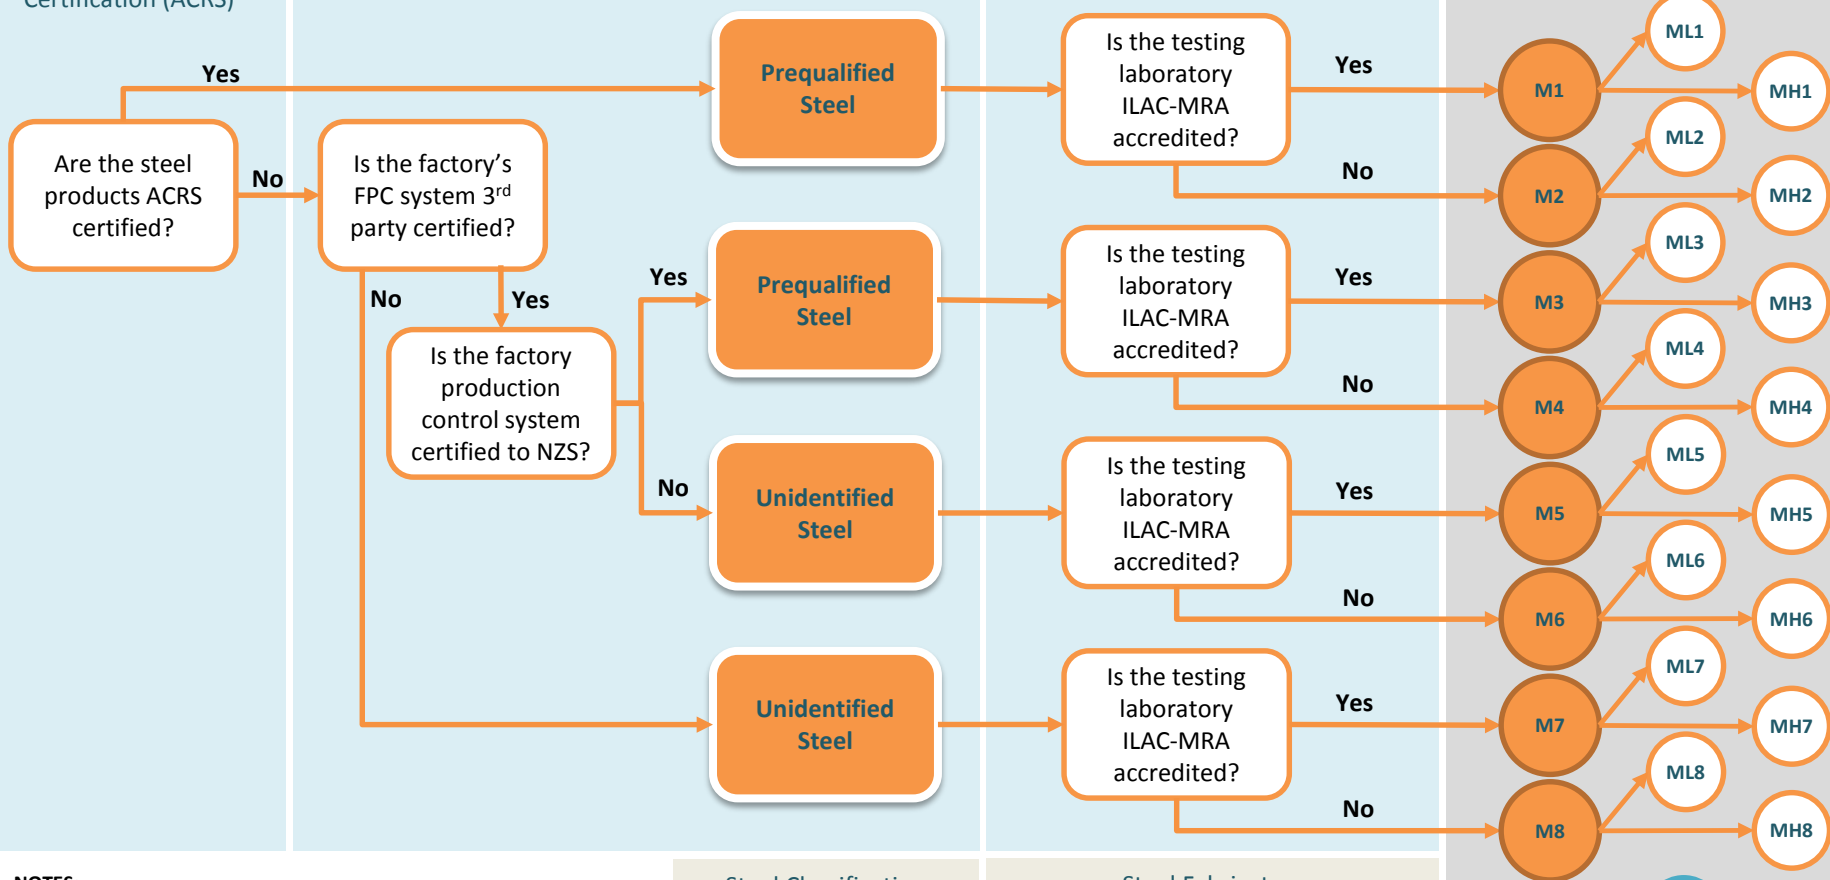 Certification (ACRS)
Are the steel
products ACRS
certified?
Yes
No
Is the factory's
FPC system 3rd
party certified?
No
Yes
Is the factory
production
control system
certified to NZS?
Yes
No
Prequalified
Steel
Prequalified
Steel
Unidentified
Steel
Unidentified
Steel
Is the testing
laboratory
ILAC-MRA
accredited?
Yes
No
Is the testing
laboratory
ILAC-MRA
accredited?
Yes
No
Is the testing
laboratory
ILAC-MRA
accredited?
Yes
No
Is the testing
laboratory
ILAC-MRA
accredited?
Yes
No
M1
M2
M3
M4
M5
M6
M7
M8
ML1
MH1
ML2
MH2
ML3
MH3
ML4
MH4
ML5
MH5
ML6
MH6
ML7
MH7
ML8
MH8
NOTES
Steel Classification